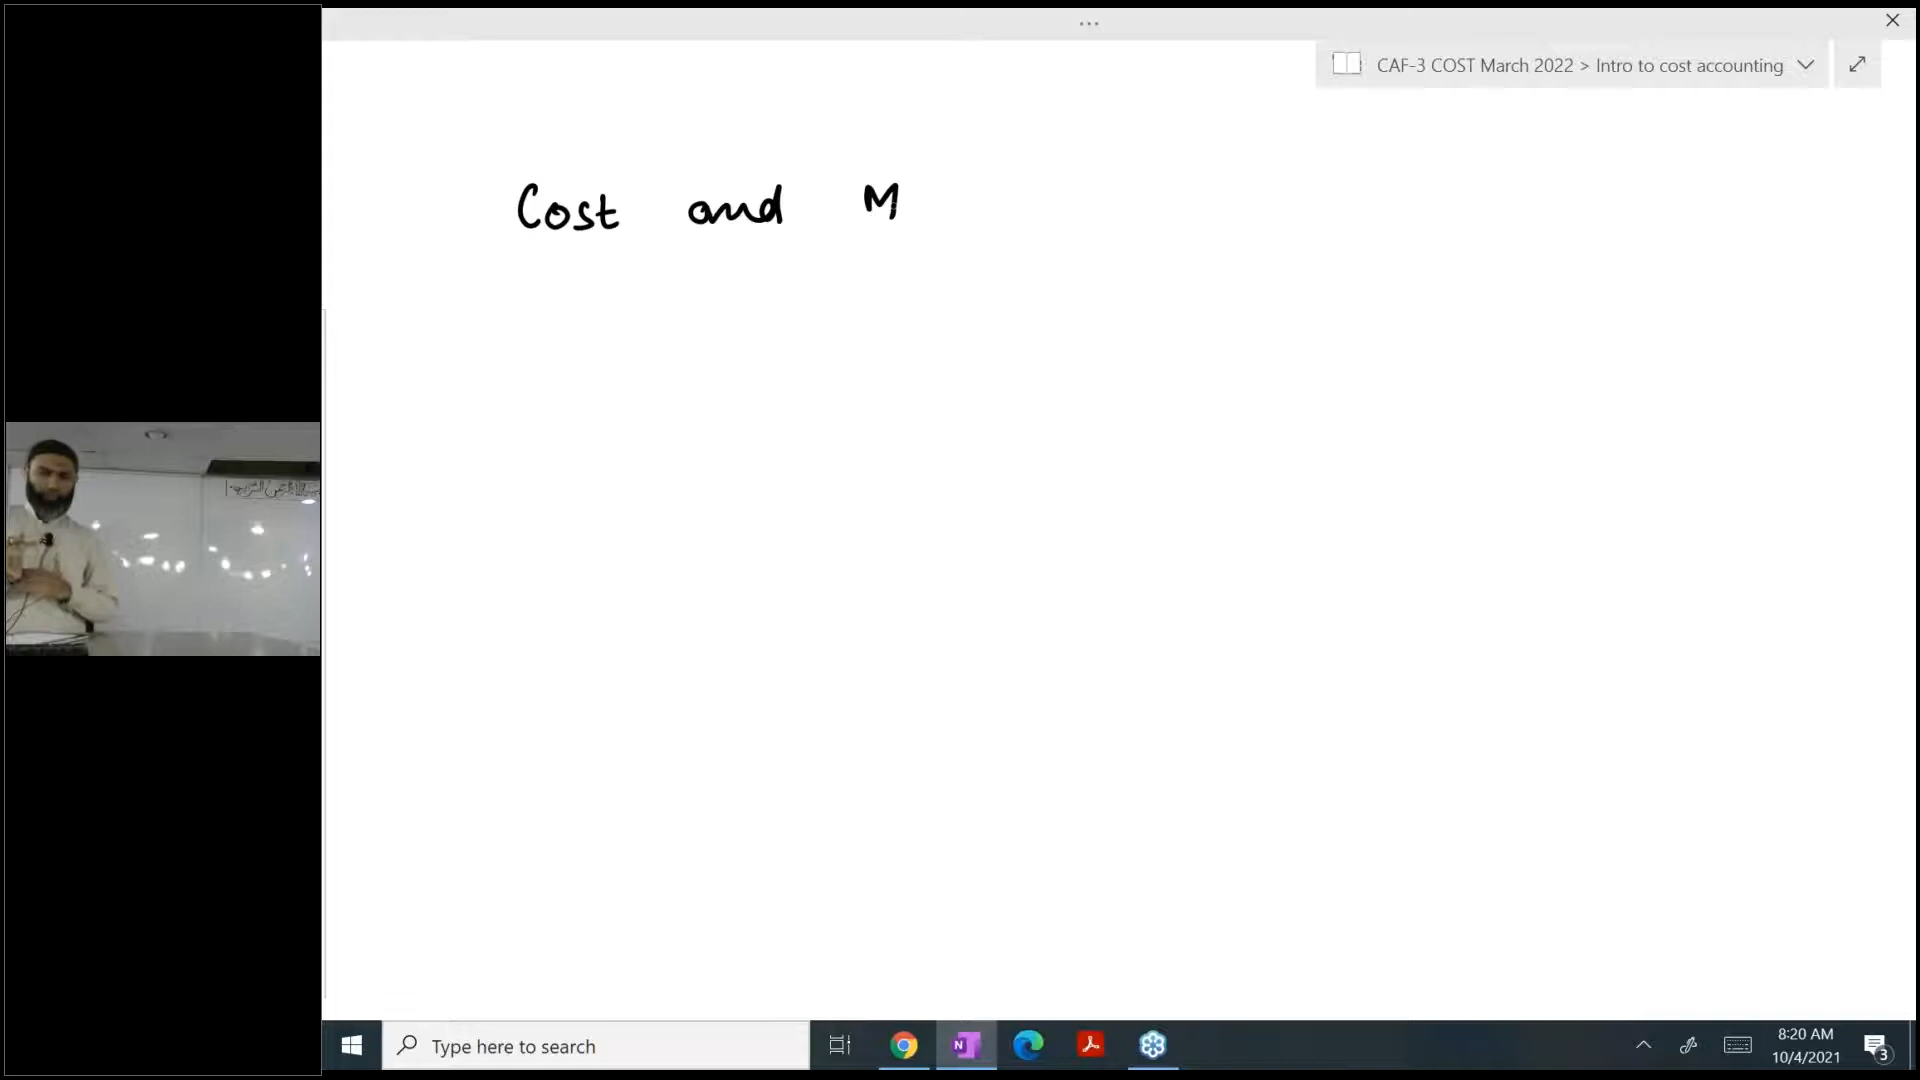 CAF-3 COST March 2022 > Intro to cost accounting
Cost and M
Type here to search
8:20 AM
10/4/2021
3